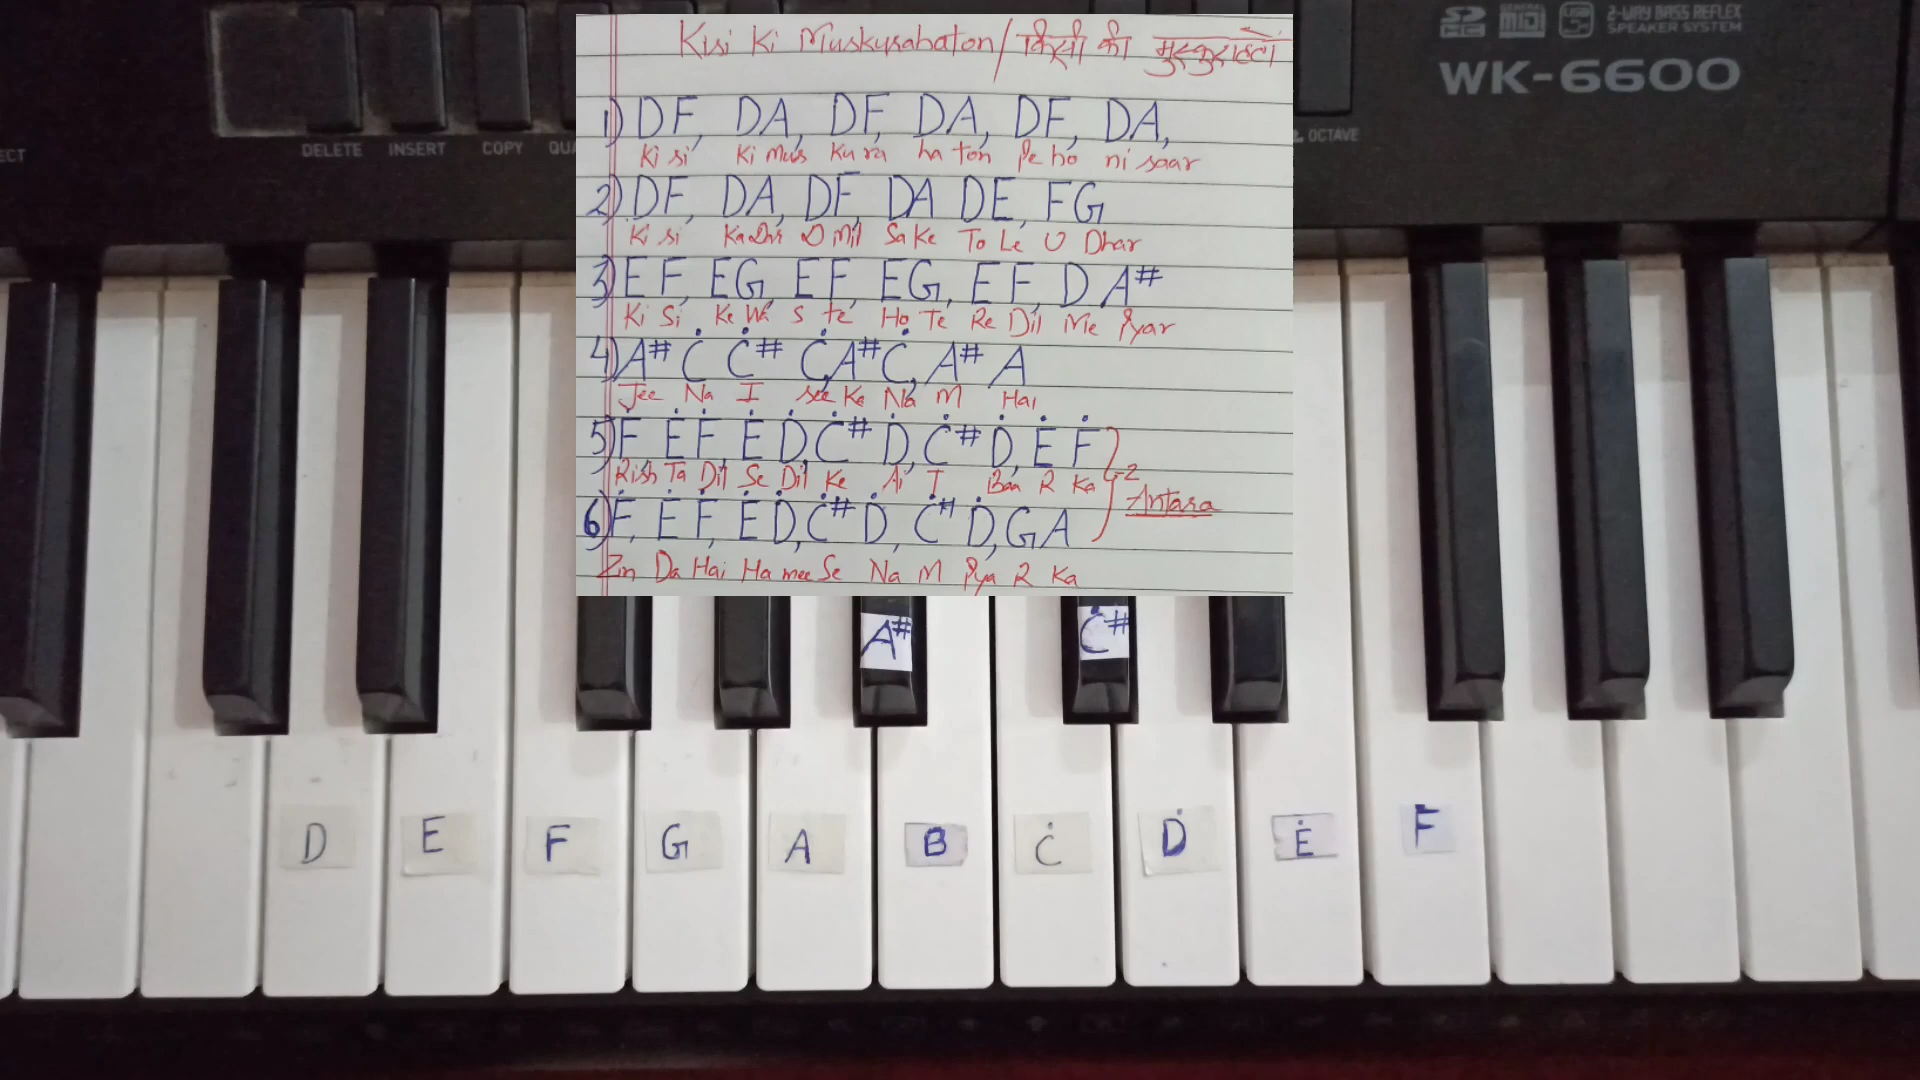 2-WAY BASS REFLEX
SPEAKER SYSTEM
WK-6600
ECT
DELETE INSERT COPY QUA
OCTAVE
Kisi Ki Muskurahaton/किसी की मुस्कुराहटों
1) DF, DA, DF, DA, DF, DA,
Ki si Ki Mus Ku ra ha ton Pe ho ni saar
2) DF, DA, DF, DA DE, FG
Ki si Ka Dar D Mil Sa Ke To Le U Dhar
3) EF, EG, EF, EG, EF, D A#
Ki Si Ke Wa s te Ho Te Re Dil Me Pyar
4) A# Ċ Ċ# Ċ, A# Ċ, A# A
Jee Na I see Ka Na M Hai
5) F Ė Ḟ, Ė Ḋ, Ċ# Ḋ, Ċ# Ḋ, Ė Ḟ } -2
Rish Ta Dil Se Dil Ke Ai T Baa R Ka
Antara
6) Ḟ, Ė Ḟ, Ė Ḋ, Ċ# Ḋ, Ċ# Ḋ, G A
Zin Da Hai Ha mee Se Na M Pya R Ka
A# Ċ#
D E F G A B Ċ Ḋ Ė F